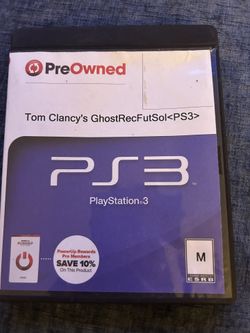 PreOwned
Tom Clancy's GhostRecFutSol<PS3>
PS3
PlayStation®3
PowerUp Rewards
Pro Members
SAVE 10%
On This Product
M
ESRB